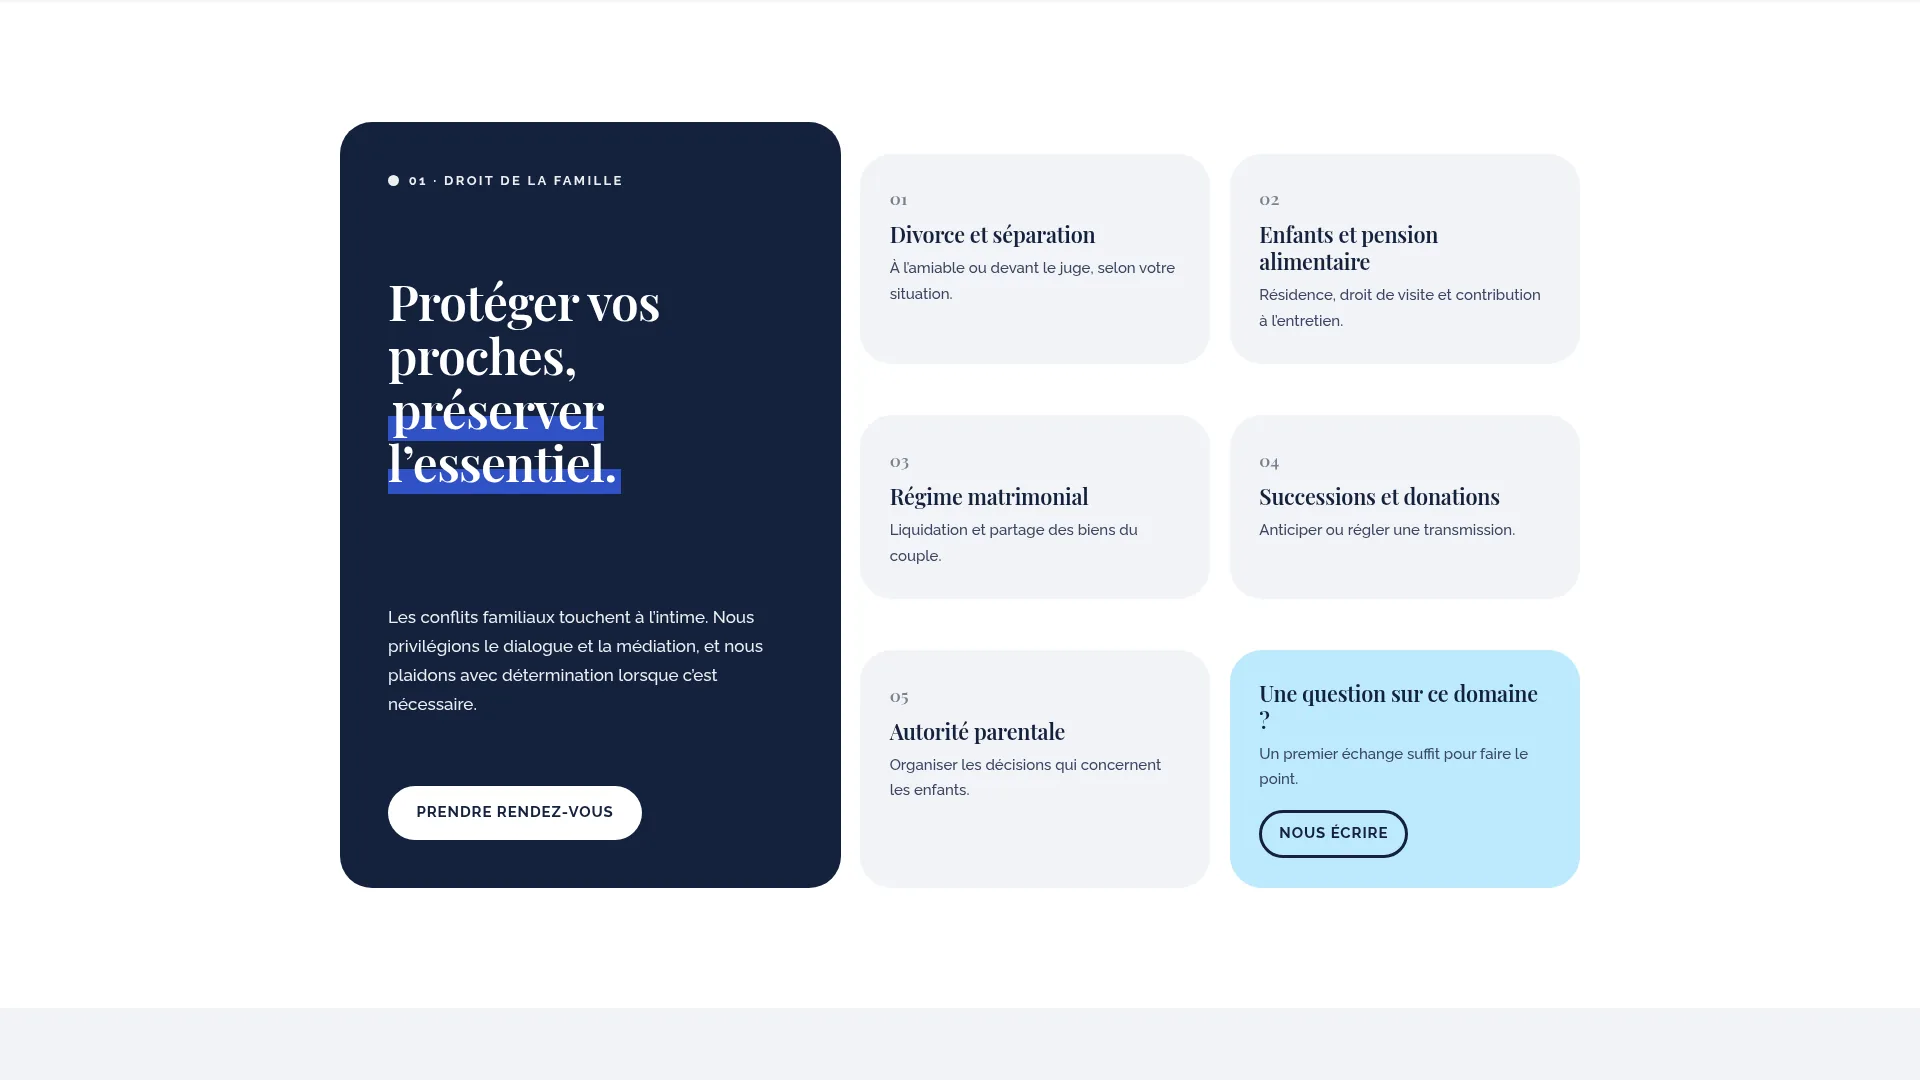 01 · DROIT DE LA FAMILLE
Protéger vos
proches,
préserver
l’essentiel.
Les conflits familiaux touchent à l’intime. Nous
privilégions le dialogue et la médiation, et nous
plaidons avec détermination lorsque c’est
nécessaire.
PRENDRE RENDEZ-VOUS
01
Divorce et séparation
À l’amiable ou devant le juge, selon votre
situation.
02
Enfants et pension
alimentaire
Résidence, droit de visite et contribution
à l’entretien.
03
Régime matrimonial
Liquidation et partage des biens du
couple.
04
Successions et donations
Anticiper ou régler une transmission.
05
Autorité parentale
Organiser les décisions qui concernent
les enfants.
Une question sur ce domaine
?
Un premier échange suffit pour faire le
point.
NOUS ÉCRIRE